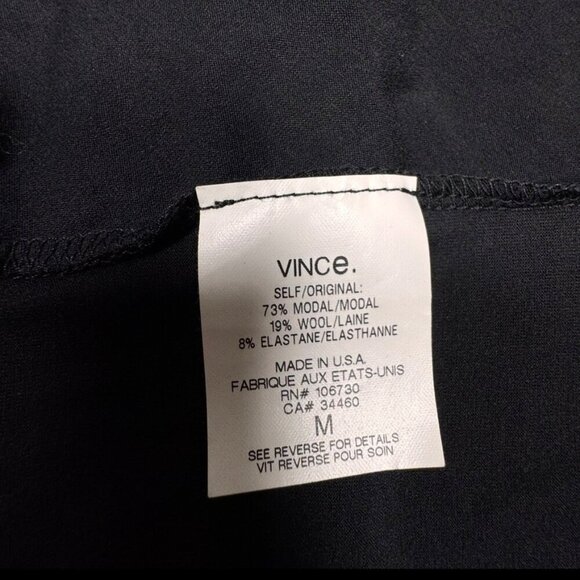 VINCe.
SELF/ORIGINAL:
73% MODAL/MODAL
19% WOOL/LAINE
8% ELASTANE/ELASTHANNE
MADE IN U.S.A.
FABRIQUE AUX ETATS-UNIS
RN# 106730
CA# 34460
M
SEE REVERSE FOR DETAILS
VIT REVERSE POUR SOIN